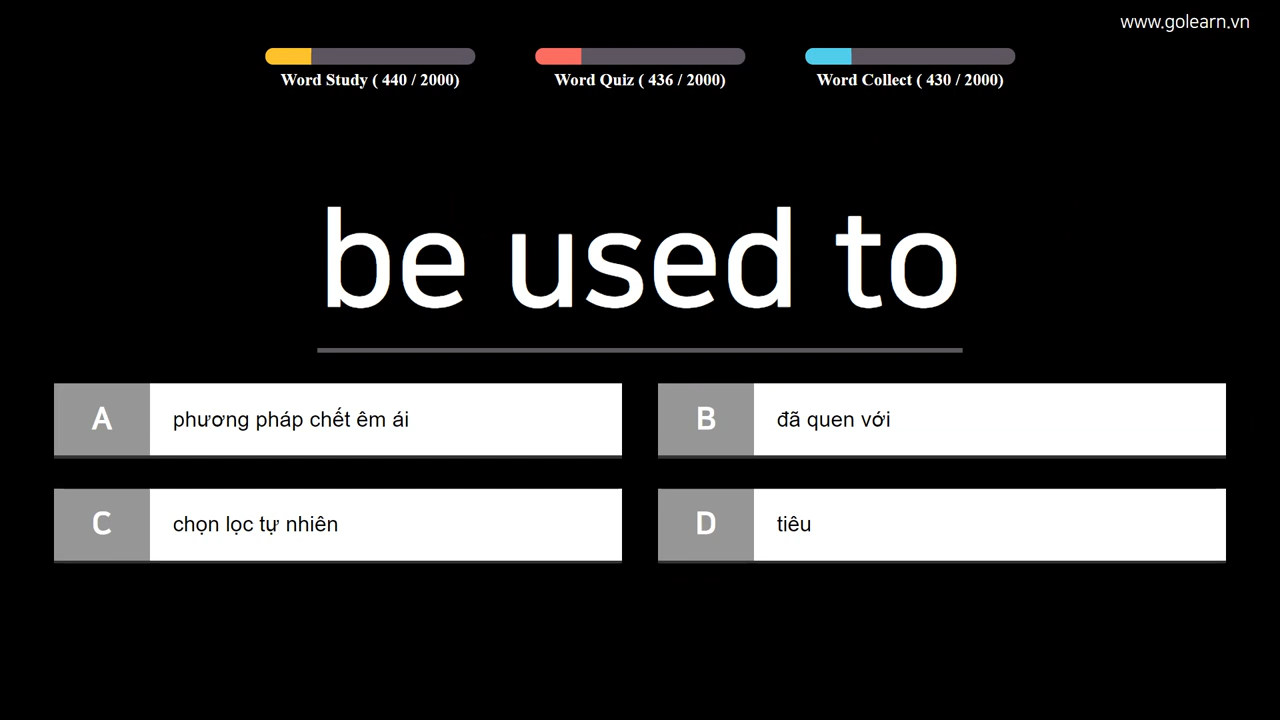 www.golearn.vn
Word Study ( 440 / 2000)
Word Quiz ( 436 / 2000)
Word Collect ( 430 / 2000)
be used to
A phương pháp chết êm ái
B đã quen với
C chọn lọc tự nhiên
D tiêu